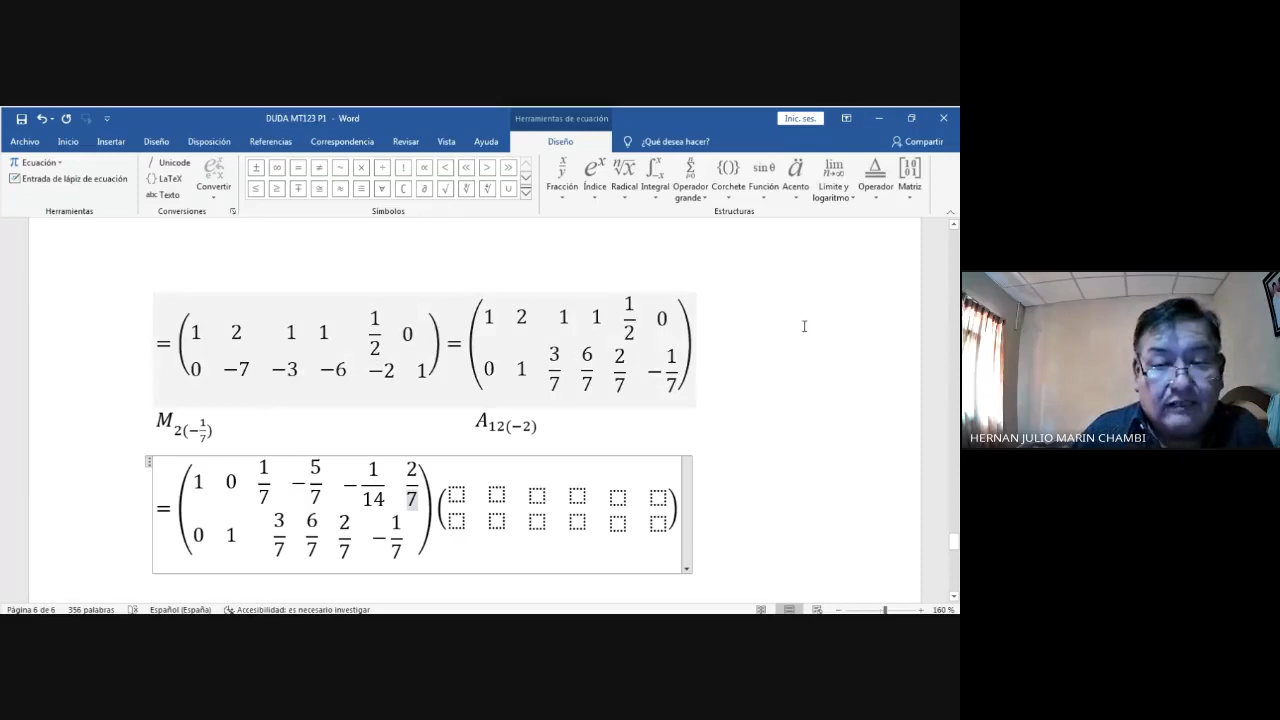 DUDA MT123 P1 - Word
Herramientas de ecuación
Inic. ses.
Archivo Inicio Insertar Diseño Disposición Referencias Correspondencia Revisar Vista Ayuda Diseño ¿Qué desea hacer? Compartir
π Ecuación
Entrada de lápiz de ecuación
Herramientas
/ Unicode
{} LaTeX
abc Texto
Convertir
Conversiones
± ∞ = ≠ ~ × ÷ ! ∝ < ≪ > ≫
≤ ≥ ∓ ≅ ≈ ≡ ∀ ∁ ∂ √ ∛ ∜ ∪
Símbolos
Fracción Índice Radical Integral Operador grande Corchete Función Acento Límite y logaritmo Operador Matriz
Estructuras
= (1 2 1 1 1/2 0 = (1 2 1 1 1/2 0
0 -7 -3 -6 -2 1) 0 1 3/7 6/7 2/7 -1/7)
M2(-1/7) A12(-2)
= (1 0 1/7 -5/7 -1/14 2/7
0 1 3/7 6/7 2/7 -1/7)
Página 6 de 6 356 palabras Español (España) Accesibilidad: es necesario investigar 160 %
HERNAN JULIO MARIN CHAMBI